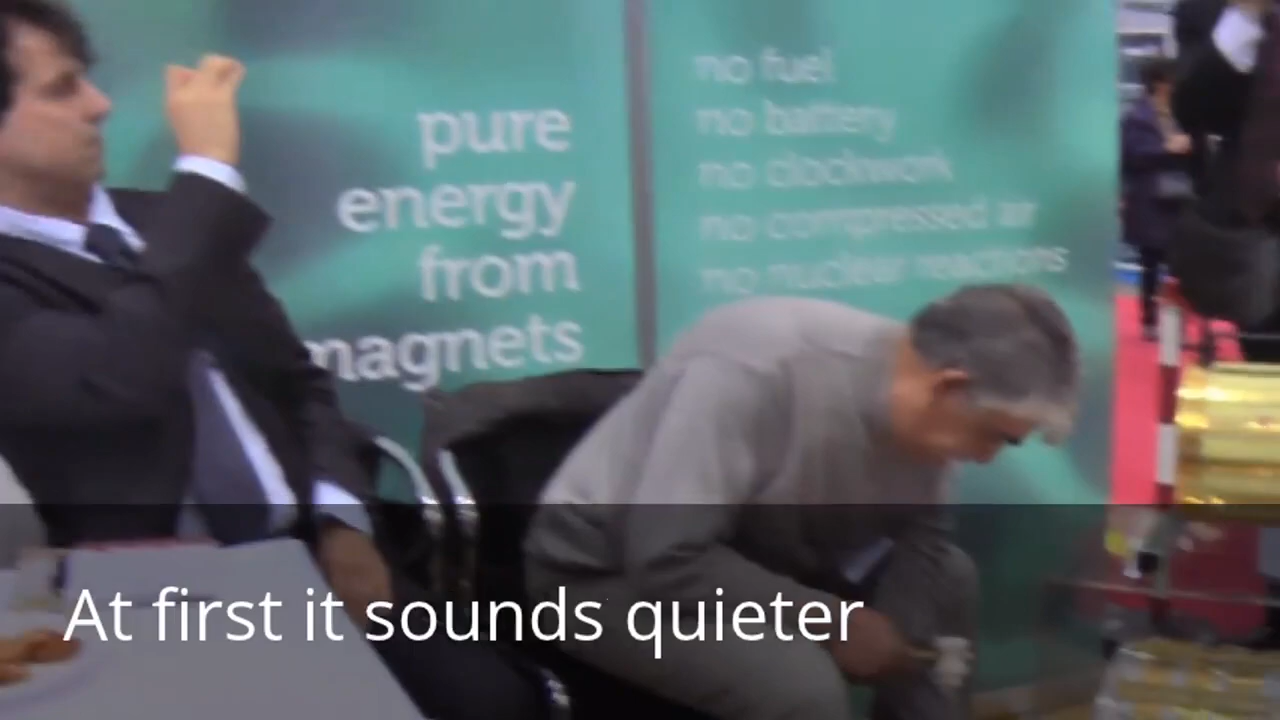 pure
energy
from
magnets
no fuel
no battery
no clockwork
no compressed air
no nuclear reactions
At first it sounds quieter